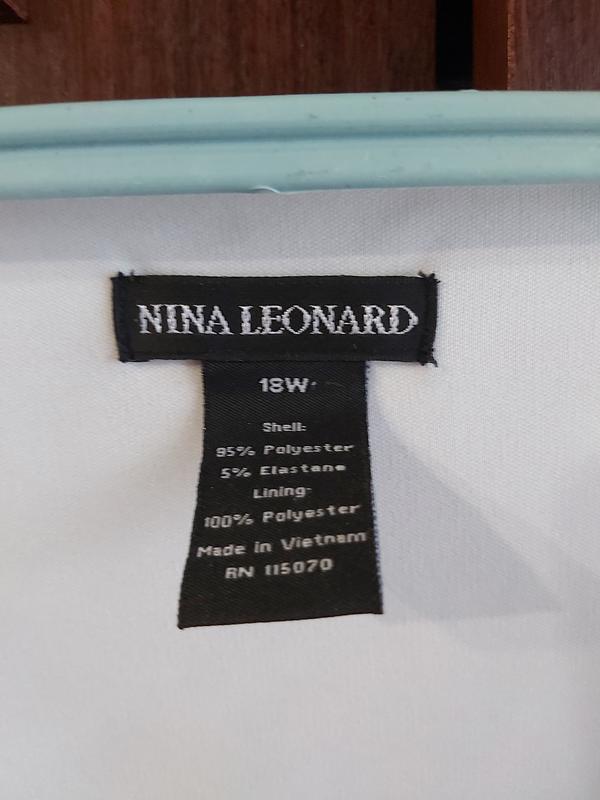 NINA LEONARD
18W
Shell:
95% Polyester
5% Elastane
Lining:
100% Polyester
Made in Vietnam
RN 115070